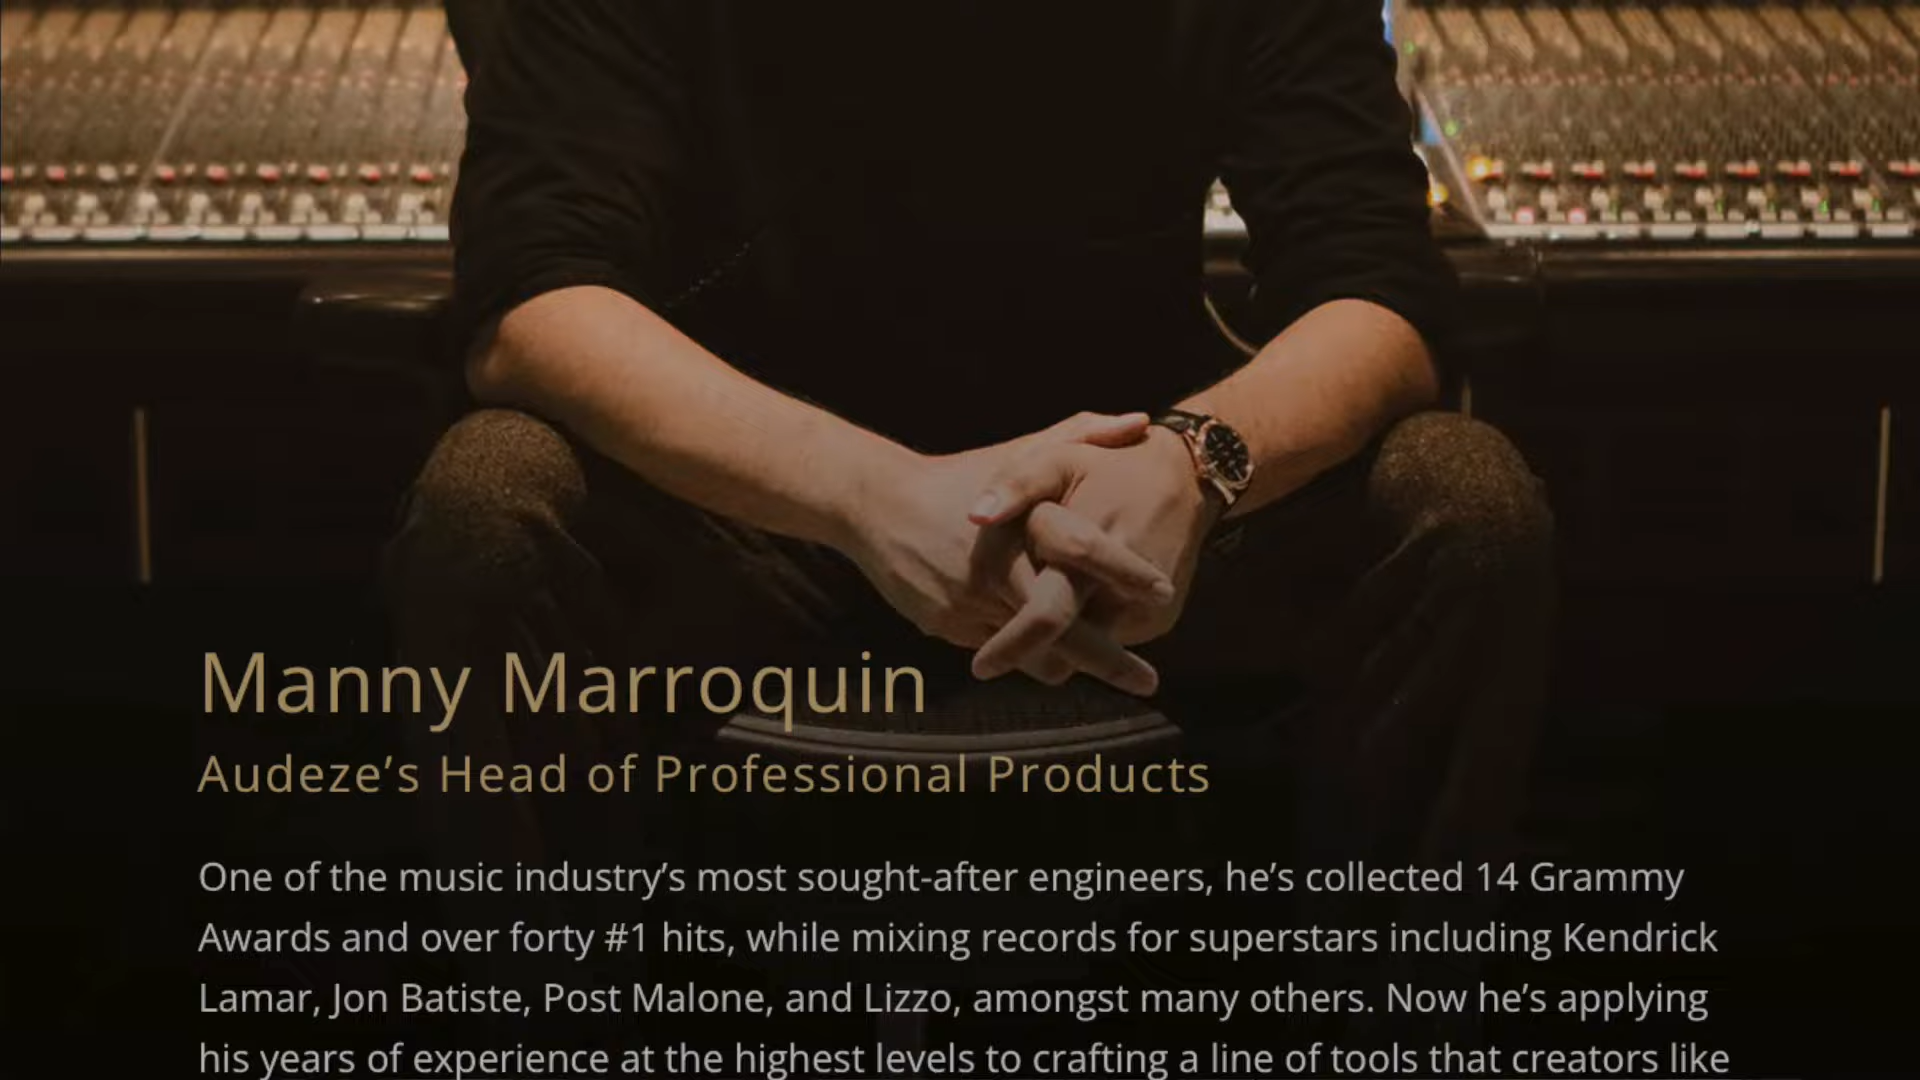 Manny Marroquin
Audeze’s Head of Professional Products
One of the music industry’s most sought-after engineers, he’s collected 14 Grammy
Awards and over forty #1 hits, while mixing records for superstars including Kendrick
Lamar, Jon Batiste, Post Malone, and Lizzo, amongst many others. Now he’s applying
his years of experience at the highest levels to crafting a line of tools that creators like